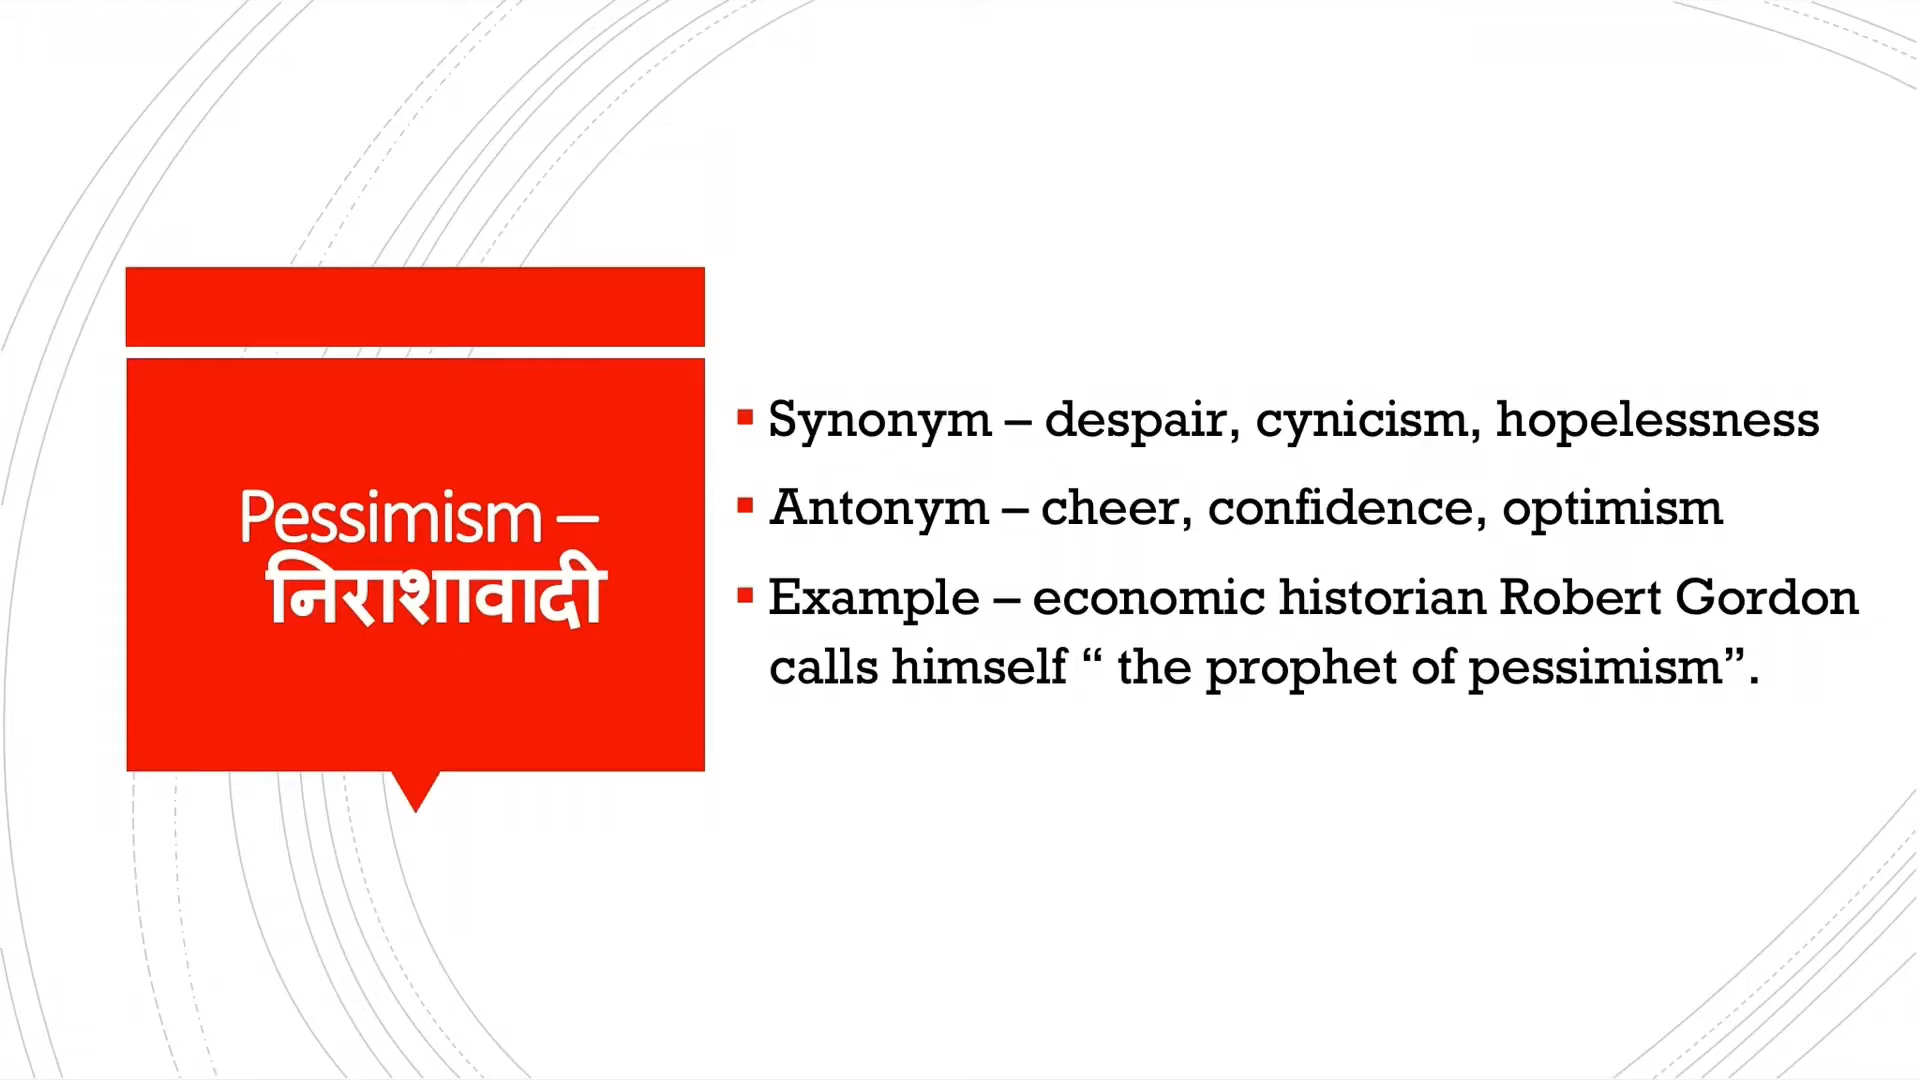 Pessimism –
निराशावादी
Synonym – despair, cynicism, hopelessness
Antonym – cheer, confidence, optimism
Example – economic historian Robert Gordon
calls himself “ the prophet of pessimism”.